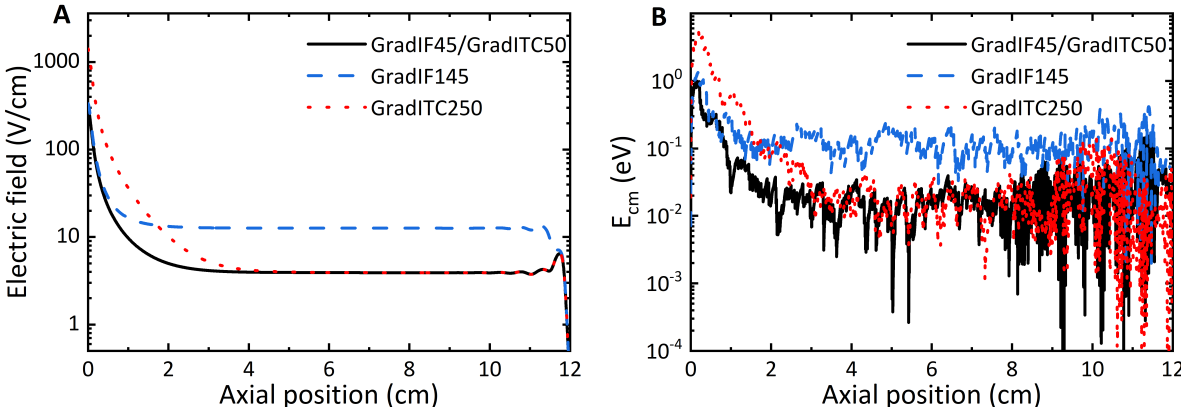 A
Electric field (V/cm)
1000
100
10
1
GradIF45/GradITC50
GradIF145
GradITC250
0 2 4 6 8 10 12
Axial position (cm)
B
E_cm (eV)
10^0
10^-1
10^-2
10^-3
10^-4
GradIF45/GradITC50
GradIF145
GradITC250
0 2 4 6 8 10 12
Axial position (cm)